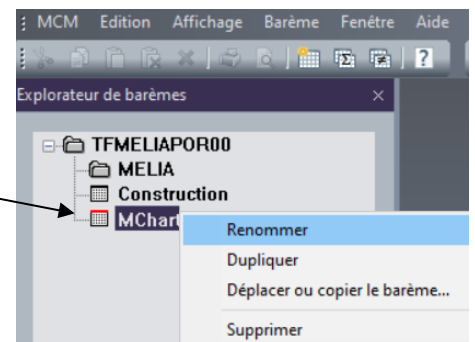 MCM Edition Affichage Barème Fenêtre Aide
?
Explorateur de barèmes
TFMELIAPOR00
MELIA
Construction
MChart
Renommer
Dupliquer
Déplacer ou copier le barème...
Supprimer